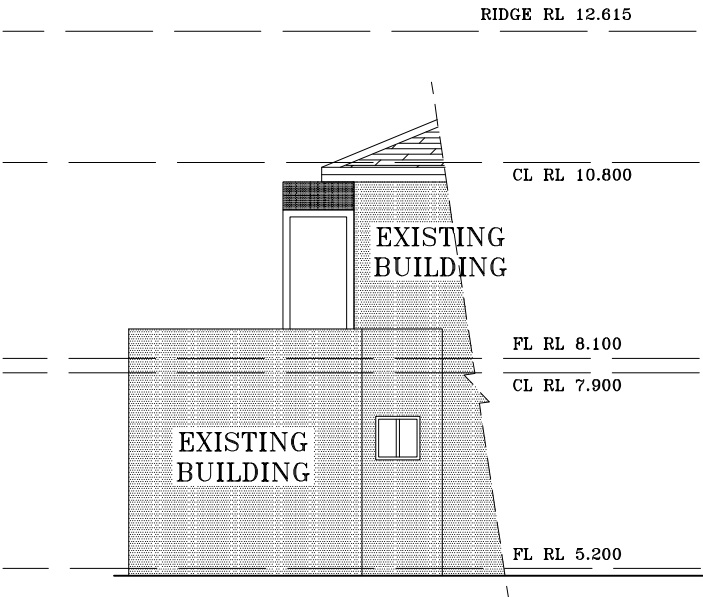 RIDGE RL 12.615
CL RL 10.800
EXISTING
BUILDING
FL RL 8.100
CL RL 7.900
EXISTING
BUILDING
FL RL 5.200